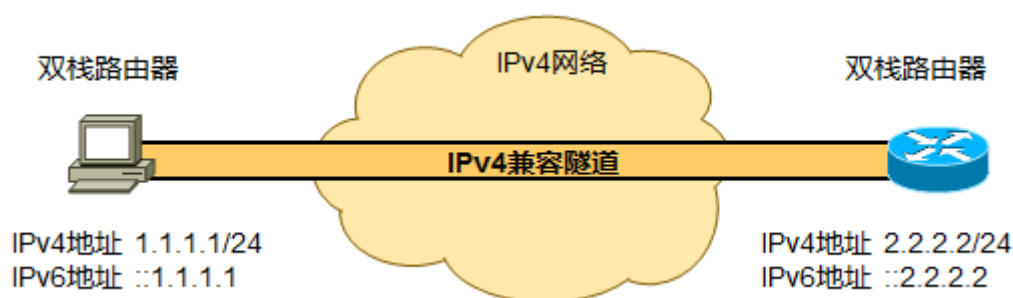 IPv4网络
双栈路由器
双栈路由器
IPv4兼容隧道
IPv4地址 1.1.1.1/24
IPv6地址 ::1.1.1.1
IPv4地址 2.2.2.2/24
IPv6地址 ::2.2.2.2